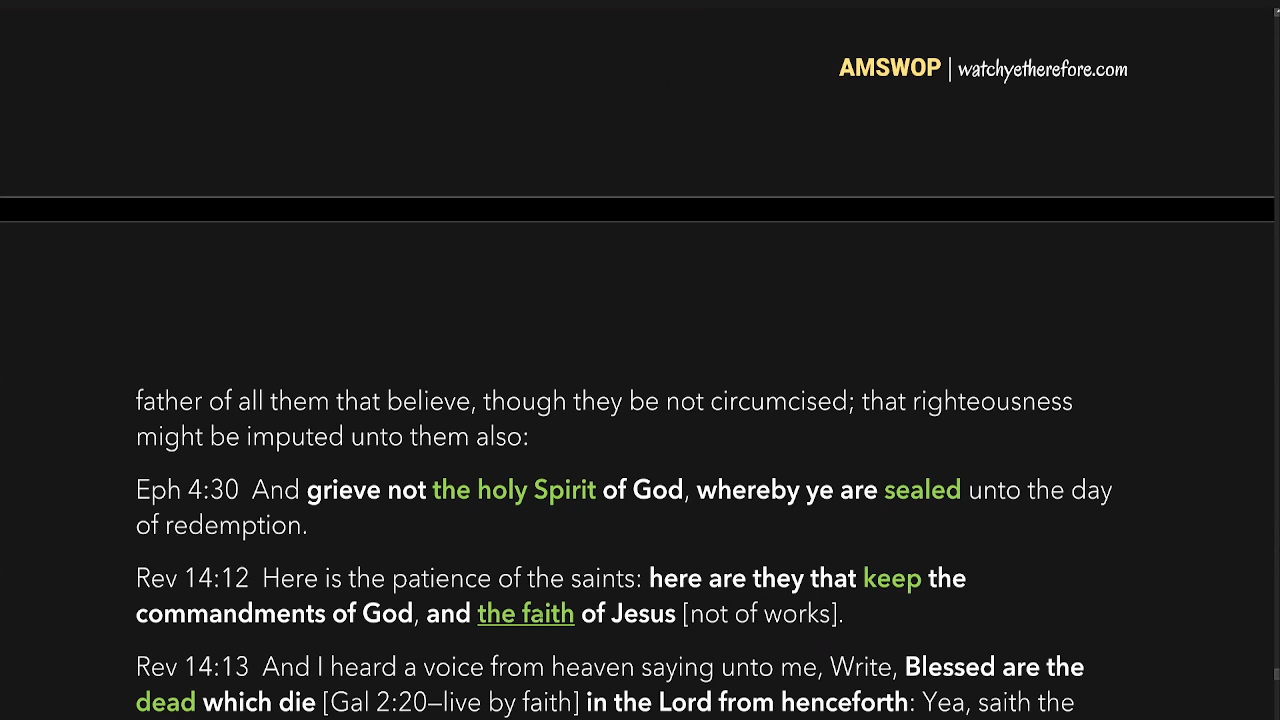 AMSWOP | watchyetherefore.com
father of all them that believe, though they be not circumcised; that righteousness
might be imputed unto them also:
Eph 4:30 And grieve not the holy Spirit of God, whereby ye are sealed unto the day
of redemption.
Rev 14:12 Here is the patience of the saints: here are they that keep the
commandments of God, and the faith of Jesus [not of works].
Rev 14:13 And I heard a voice from heaven saying unto me, Write, Blessed are the
dead which die [Gal 2:20–live by faith] in the Lord from henceforth: Yea, saith the